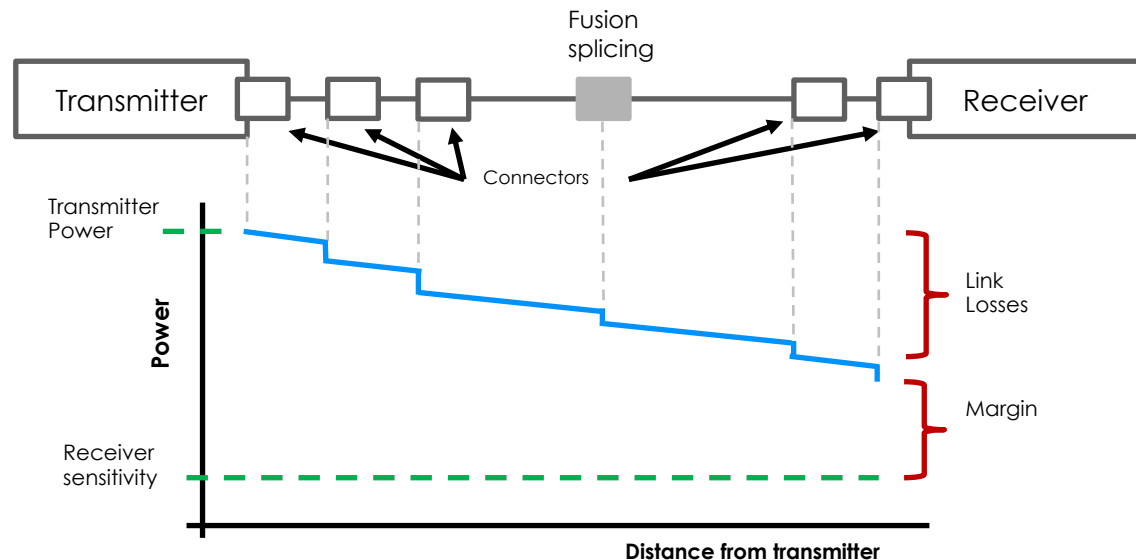 Fusion
splicing
Transmitter
Receiver
Connectors
Transmitter
Power
Link
Losses
Power
Margin
Receiver
sensitivity
Distance from transmitter